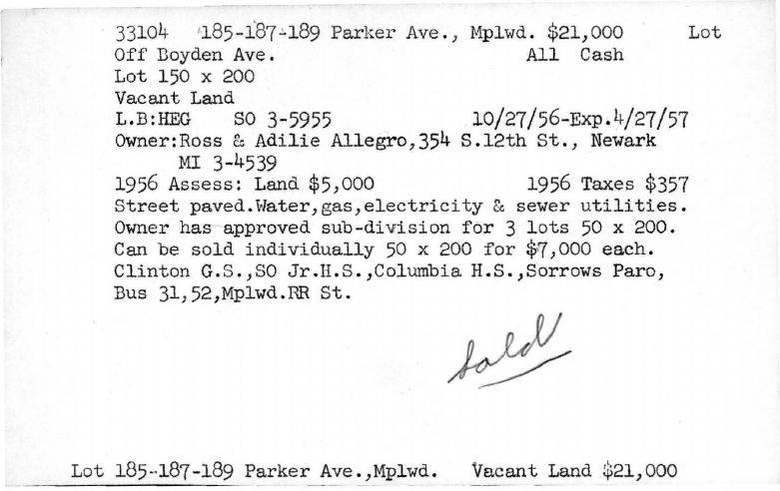 33104 185-187-189 Parker Ave., Mplwd. $21,000 Lot
Off Boyden Ave. All Cash
Lot 150 x 200
Vacant Land
L.B:HEG SO 3-5955 10/27/56-Exp.4/27/57
Owner:Ross & Adilie Allegro,354 S.12th St., Newark
MI 3-4539
1956 Assess: Land $5,000 1956 Taxes $357
Street paved.Water,gas,electricity & sewer utilities.
Owner has approved sub-division for 3 lots 50 x 200.
Can be sold individually 50 x 200 for $7,000 each.
Clinton G.S.,SO Jr.H.S.,Columbia H.S.,Sorrows Paro,
Bus 31,52,Mplwd.RR St.
Sold
Lot 185-187-189 Parker Ave.,Mplwd. Vacant Land $21,000